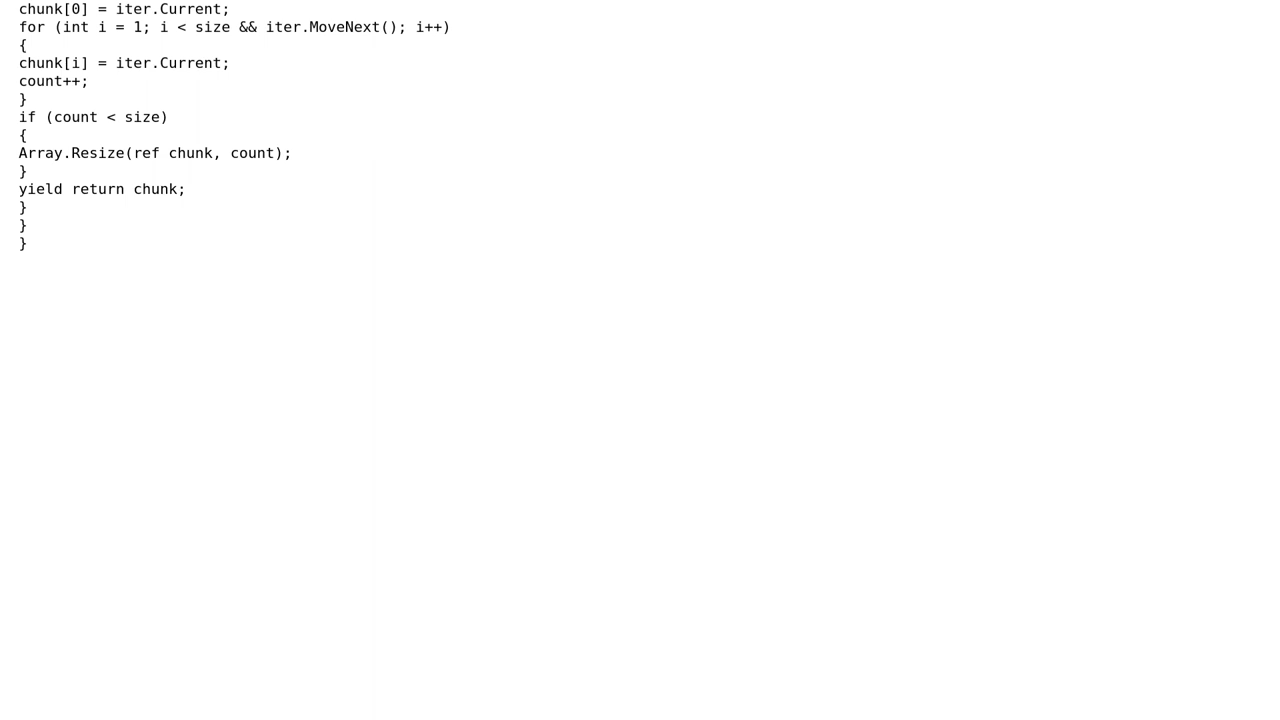 chunk[0] = iter.Current;
for (int i = 1; i < size && iter.MoveNext(); i++)
{
chunk[i] = iter.Current;
count++;
}
if (count < size)
{
Array.Resize(ref chunk, count);
}
yield return chunk;
}
}
}